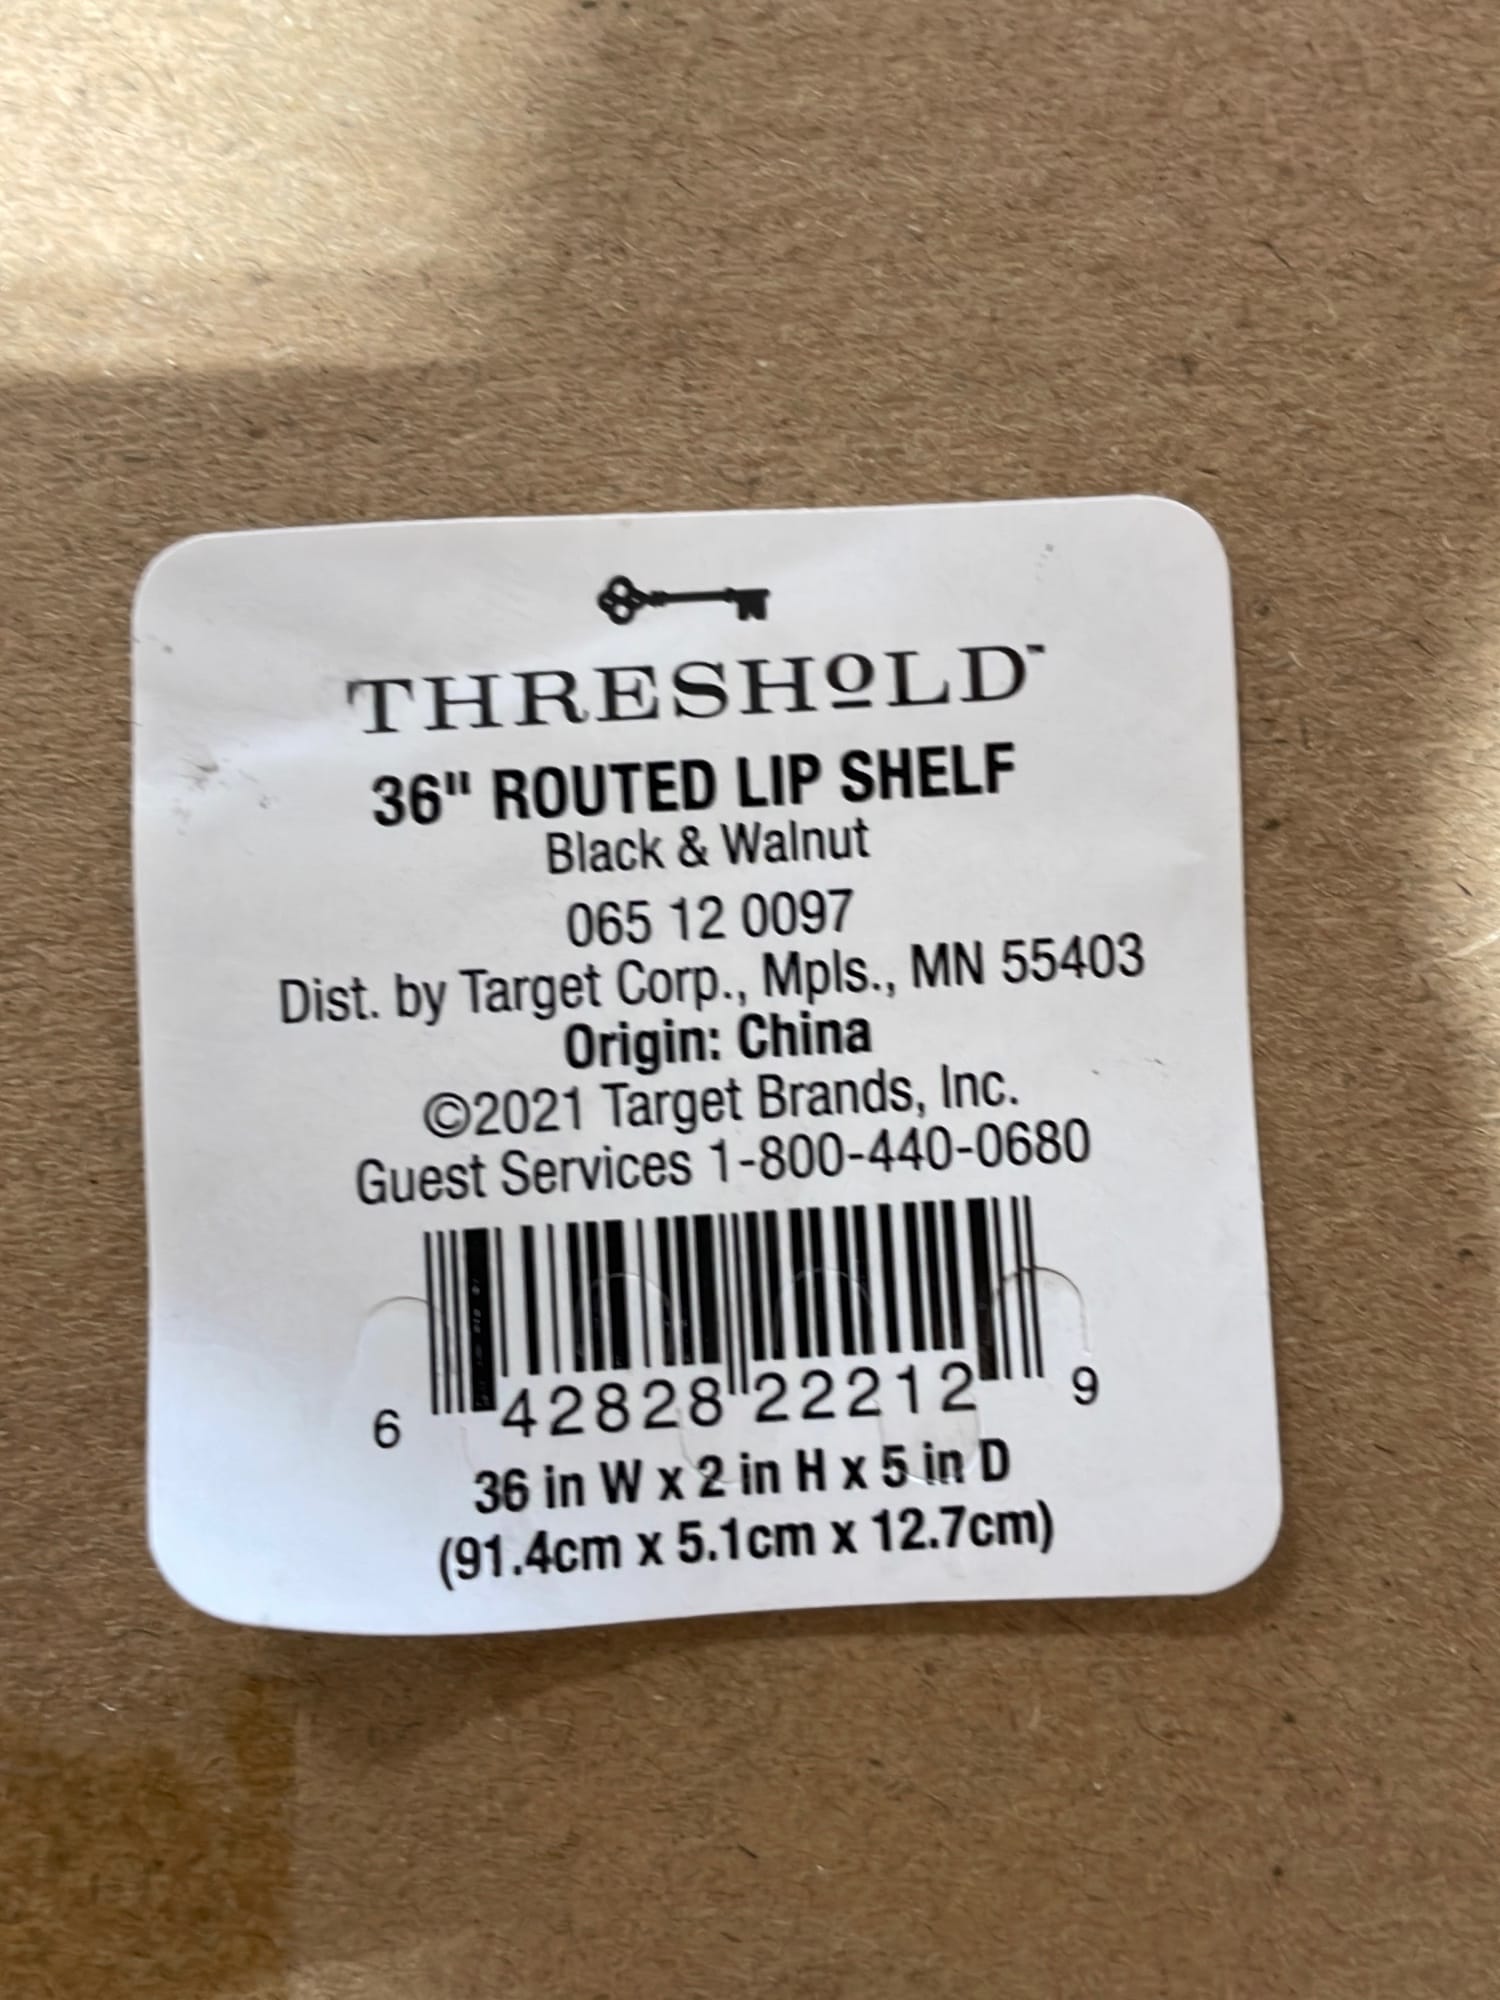 THRESHOLD™
36" ROUTED LIP SHELF
Black & Walnut
065 12 0097
Dist. by Target Corp., Mpls., MN 55403
Origin: China
©2021 Target Brands, Inc.
Guest Services 1-800-440-0680
6 42828 22212 9
36 in W x 2 in H x 5 in D
(91.4cm x 5.1cm x 12.7cm)